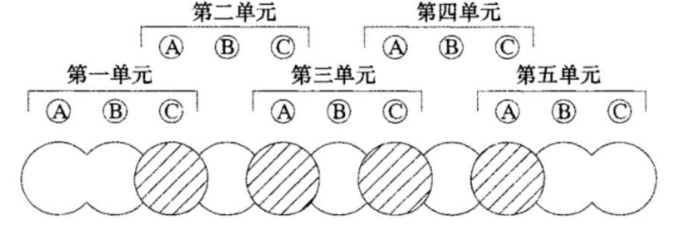 第二单元 第四单元
Ⓐ Ⓑ Ⓒ Ⓐ Ⓑ Ⓒ
第一单元 第三单元 第五单元
Ⓐ Ⓑ Ⓒ Ⓐ Ⓑ Ⓒ Ⓐ Ⓑ Ⓒ